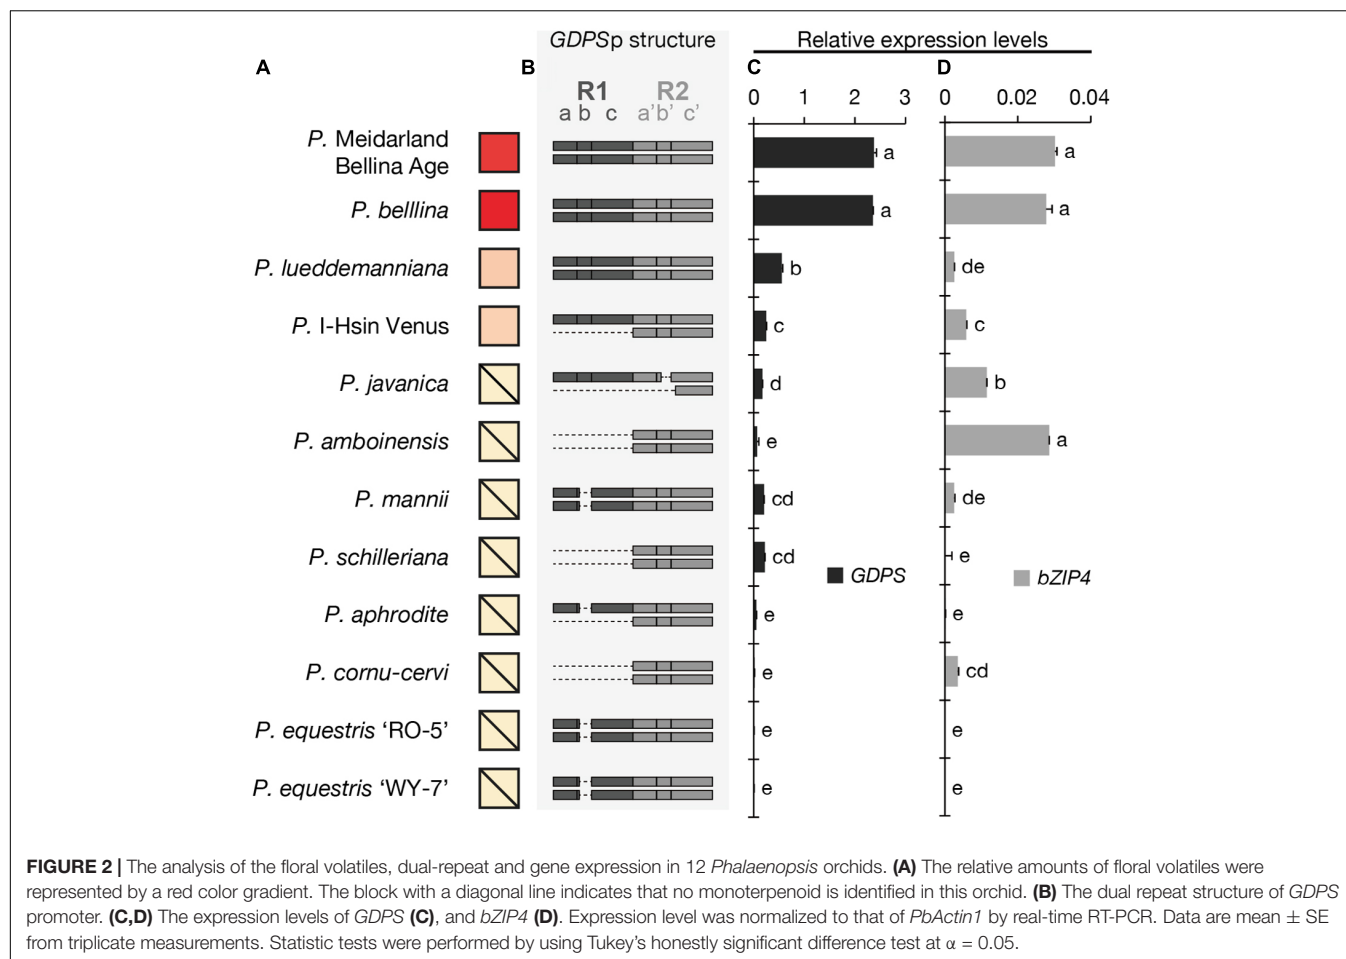 GDPSp structure
Relative expression levels
A
B
C
D
R1
R2
a b c
a' b' c'
0 1 2 3
0 0.02 0.04
P. Meidarland
Bellina Age
a
a
P. belllina
a
a
P. lueddemanniana
b
de
P. I-Hsin Venus
c
c
P. javanica
d
b
P. amboinensis
e
a
P. mannii
cd
de
P. schilleriana
cd
e
GDPS
bZIP4
P. aphrodite
e
e
P. cornu-cervi
e
cd
P. equestris ‘RO-5’
e
e
P. equestris ‘WY-7’
e
e
FIGURE 2 | The analysis of the floral volatiles, dual-repeat and gene expression in 12 Phalaenopsis orchids. (A) The relative amounts of floral volatiles were
represented by a red color gradient. The block with a diagonal line indicates that no monoterpenoid is identified in this orchid. (B) The dual repeat structure of GDPS
promoter. (C,D) The expression levels of GDPS (C), and bZIP4 (D). Expression level was normalized to that of PbActin1 by real-time RT-PCR. Data are mean ± SE
from triplicate measurements. Statistic tests were performed by using Tukey’s honestly significant difference test at α = 0.05.